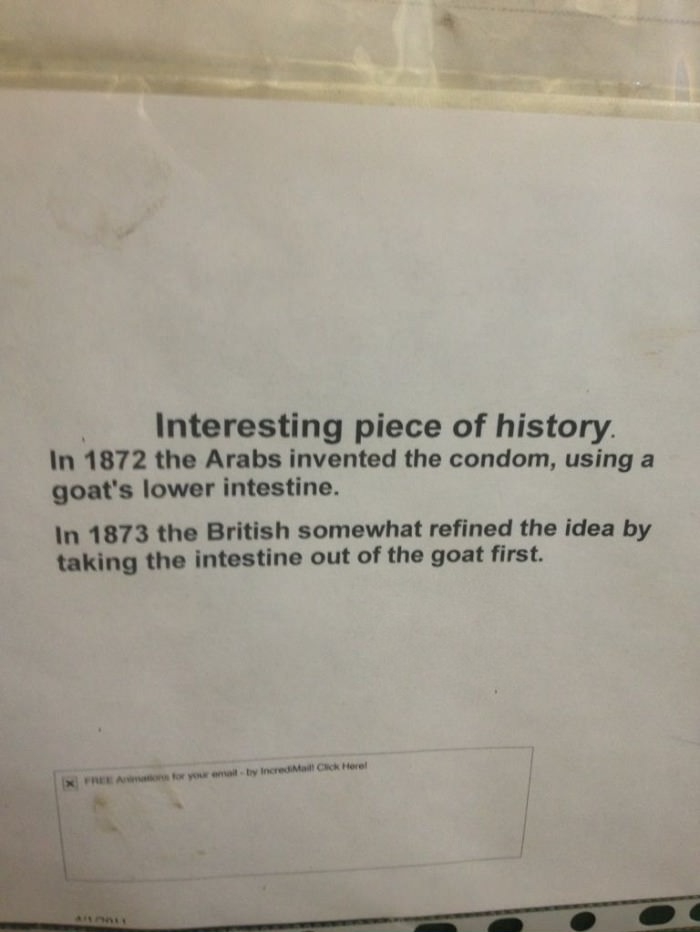 Interesting piece of history.
In 1872 the Arabs invented the condom, using a
goat's lower intestine.
In 1873 the British somewhat refined the idea by
taking the intestine out of the goat first.
FREE Animations for your email - by IncrediMail! Click Here!